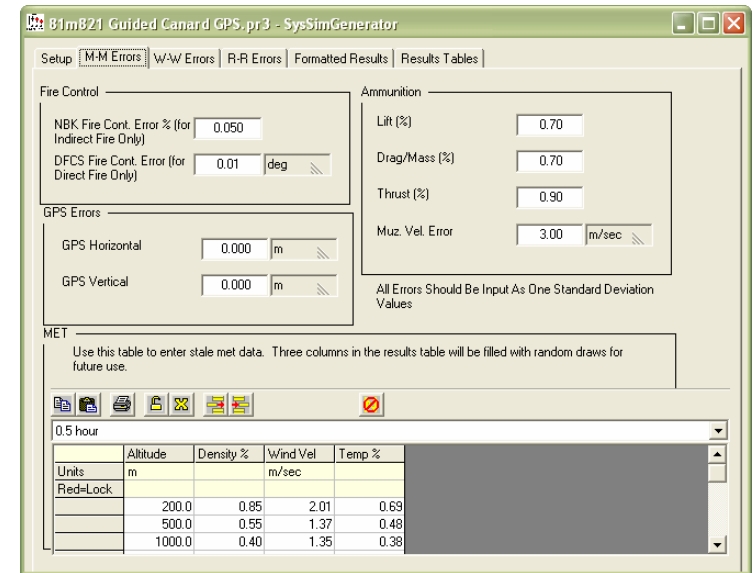 81m821 Guided Canard GPS.pr3 - SysSimGenerator
Setup M-M Errors W-W Errors R-R Errors Formatted Results Results Tables
Fire Control
NBK Fire Cont. Error % (for Indirect Fire Only) 0.050
DFCS Fire Cont. Error (for Direct Fire Only) 0.01 deg
Ammunition
Lift (%) 0.70
Drag/Mass (%) 0.70
Thrust (%) 0.90
Muz. Vel. Error 3.00 m/sec
GPS Errors
GPS Horizontal 0.000 m
GPS Vertical 0.000 m
All Errors Should Be Input As One Standard Deviation
Values
MET
Use this table to enter stale met data. Three columns in the results table will be filled with random draws for
future use.
0.5 hour
Altitude Density % Wind Vel Temp %
Units m m/sec
Red=Lock
200.0 0.85 2.01 0.69
500.0 0.55 1.37 0.48
1000.0 0.40 1.35 0.38